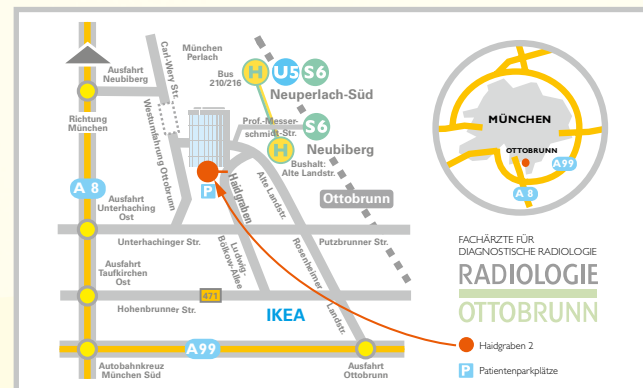 Ausfahrt
Neubiberg
Carl-Wery Str.
München
Perlach
Bus
210/216
H
U5
S6
Neuperlach-Süd
Richtung
München
Westumfahrung Ottobrunn
Prof.-Messer-
schmidt-Str.
S6
Neubiberg
H
Bushalt:
Alte Landstr.
P
Haidgraben
Alte Landstr.
Ottobrunn
A 8
Ausfahrt
Unterhaching
Ost
Unterhachinger Str.
Ludwig-
Bölkow-Allee
Rosenheimer
Landstr.
Putzbrunner Str.
Ausfahrt
Taufkirchen
Ost
Hohenbrunner Str.
471
IKEA
A99
Autobahnkreuz
München Süd
Ausfahrt
Ottobrunn
MÜNCHEN
OTTOBRUNN
A99
A 8
FACHÄRZTE FÜR
DIAGNOSTISCHE RADIOLOGIE
RADIOLOGIE
OTTOBRUNN
Haidgraben 2
P Patientenparkplätze